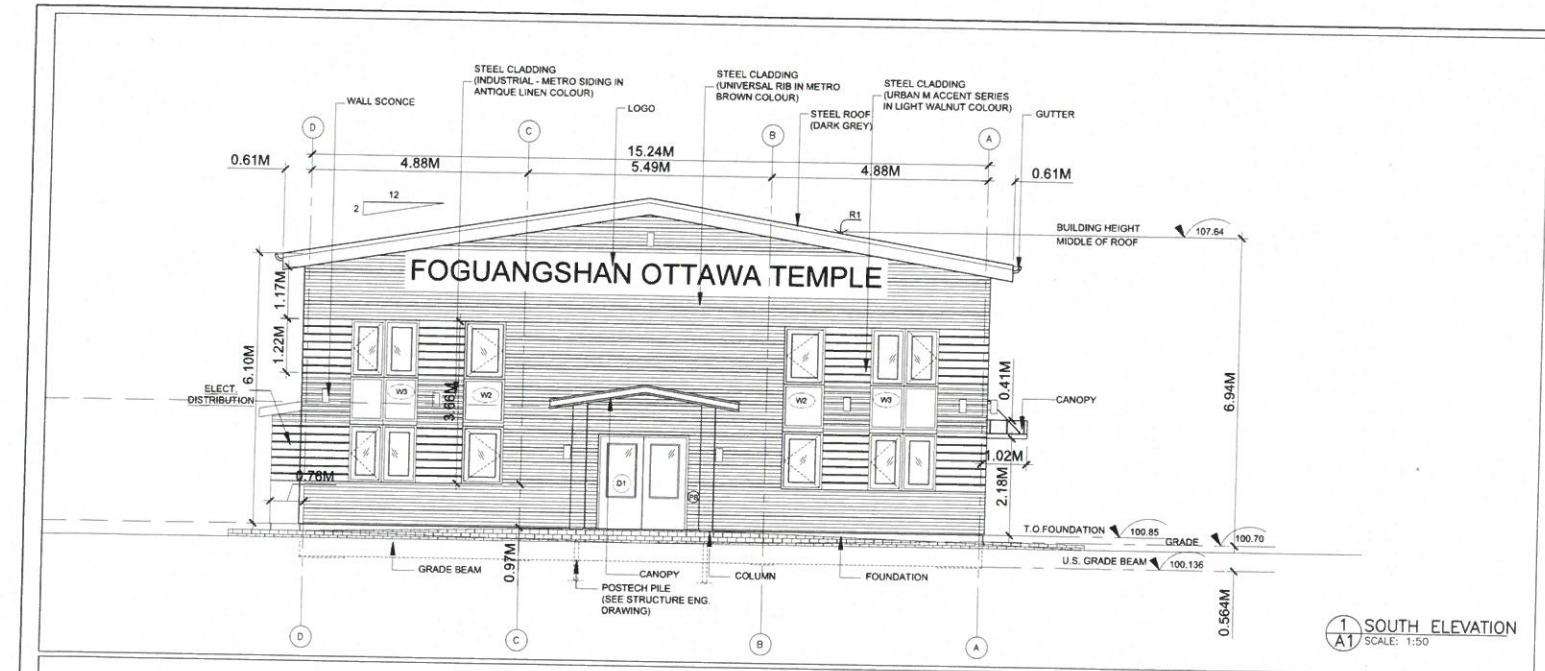 STEEL CLADDING
(INDUSTRIAL - METRO SIDING IN
ANTIQUE LINEN COLOUR)
STEEL CLADDING
(UNIVERSAL RIB IN METRO
BROWN COLOUR)
STEEL CLADDING
(URBAN M ACCENT SERIES
IN LIGHT WALNUT COLOUR)
WALL SCONCE
LOGO
STEEL ROOF
(DARK GREY)
GUTTER
D
C
B
A
15.24M
0.61M
4.88M
5.49M
4.88M
0.61M
12
2
R1
BUILDING HEIGHT
MIDDLE OF ROOF
107.64
FOGUANGSHAN OTTAWA TEMPLE
1.17M
1.22M
6.10M
3.66M
0.41M
6.94M
ELECT.
DISTRIBUTION
W3
W2
W2
W3
CANOPY
1.02M
0.76M
2.18M
D1
PB
T.O.FOUNDATION
100.85
GRADE
100.70
U.S. GRADE BEAM
100.136
GRADE BEAM
0.97M
CANOPY
COLUMN
FOUNDATION
POSTECH PILE
(SEE STRUCTURE ENG.
DRAWING)
0.564M
D
C
B
A
1
A1
SOUTH ELEVATION
SCALE: 1:50